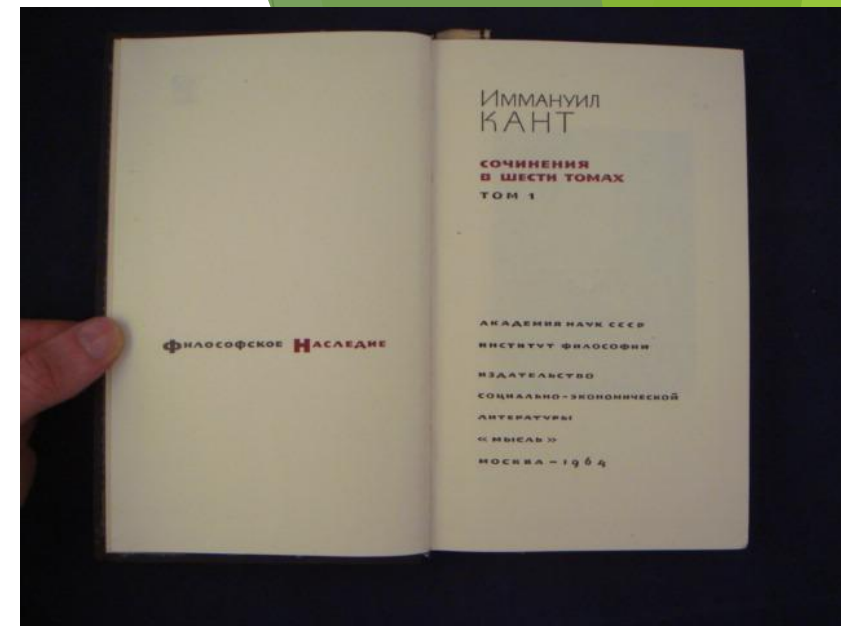 Философское Наследие
Иммануил
КАНТ
СОЧИНЕНИЯ
В ШЕСТИ ТОМАХ
ТОМ 1
АКАДЕМИЯ НАУК СССР
ИНСТИТУТ ФИЛОСОФИИ
ИЗДАТЕЛЬСТВО
СОЦИАЛЬНО-ЭКОНОМИЧЕСКОЙ
ЛИТЕРАТУРЫ
« МЫСЛЬ »
МОСКВА – 1964